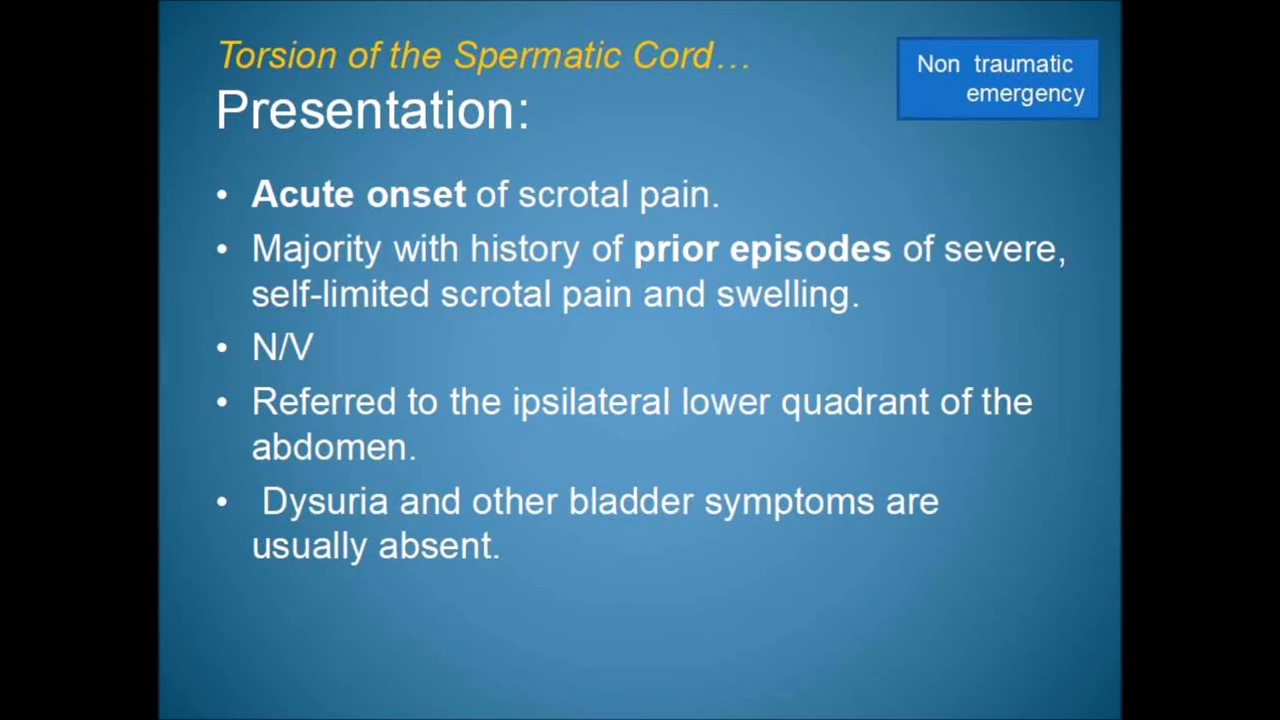 Torsion of the Spermatic Cord...
Presentation:
Non traumatic
emergency
• Acute onset of scrotal pain.
• Majority with history of prior episodes of severe,
self-limited scrotal pain and swelling.
• N/V
• Referred to the ipsilateral lower quadrant of the
abdomen.
• Dysuria and other bladder symptoms are
usually absent.